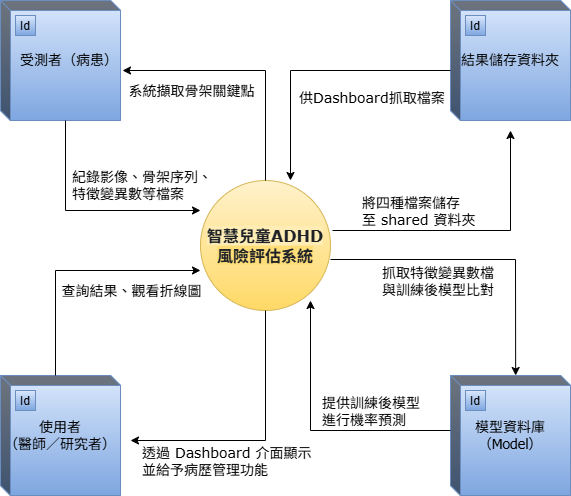 Id
受測者（病患）
Id
結果儲存資料夾
系統擷取骨架關鍵點
供Dashboard抓取檔案
紀錄影像、骨架序列、
特徵變異數等檔案
將四種檔案儲存
至 shared 資料夾
智慧兒童ADHD
風險評估系統
抓取特徵變異數檔
與訓練後模型比對
查詢結果、觀看折線圖
Id
使用者
（醫師／研究者）
提供訓練後模型
進行機率預測
Id
模型資料庫
（Model）
透過 Dashboard 介面顯示
並給予病歷管理功能